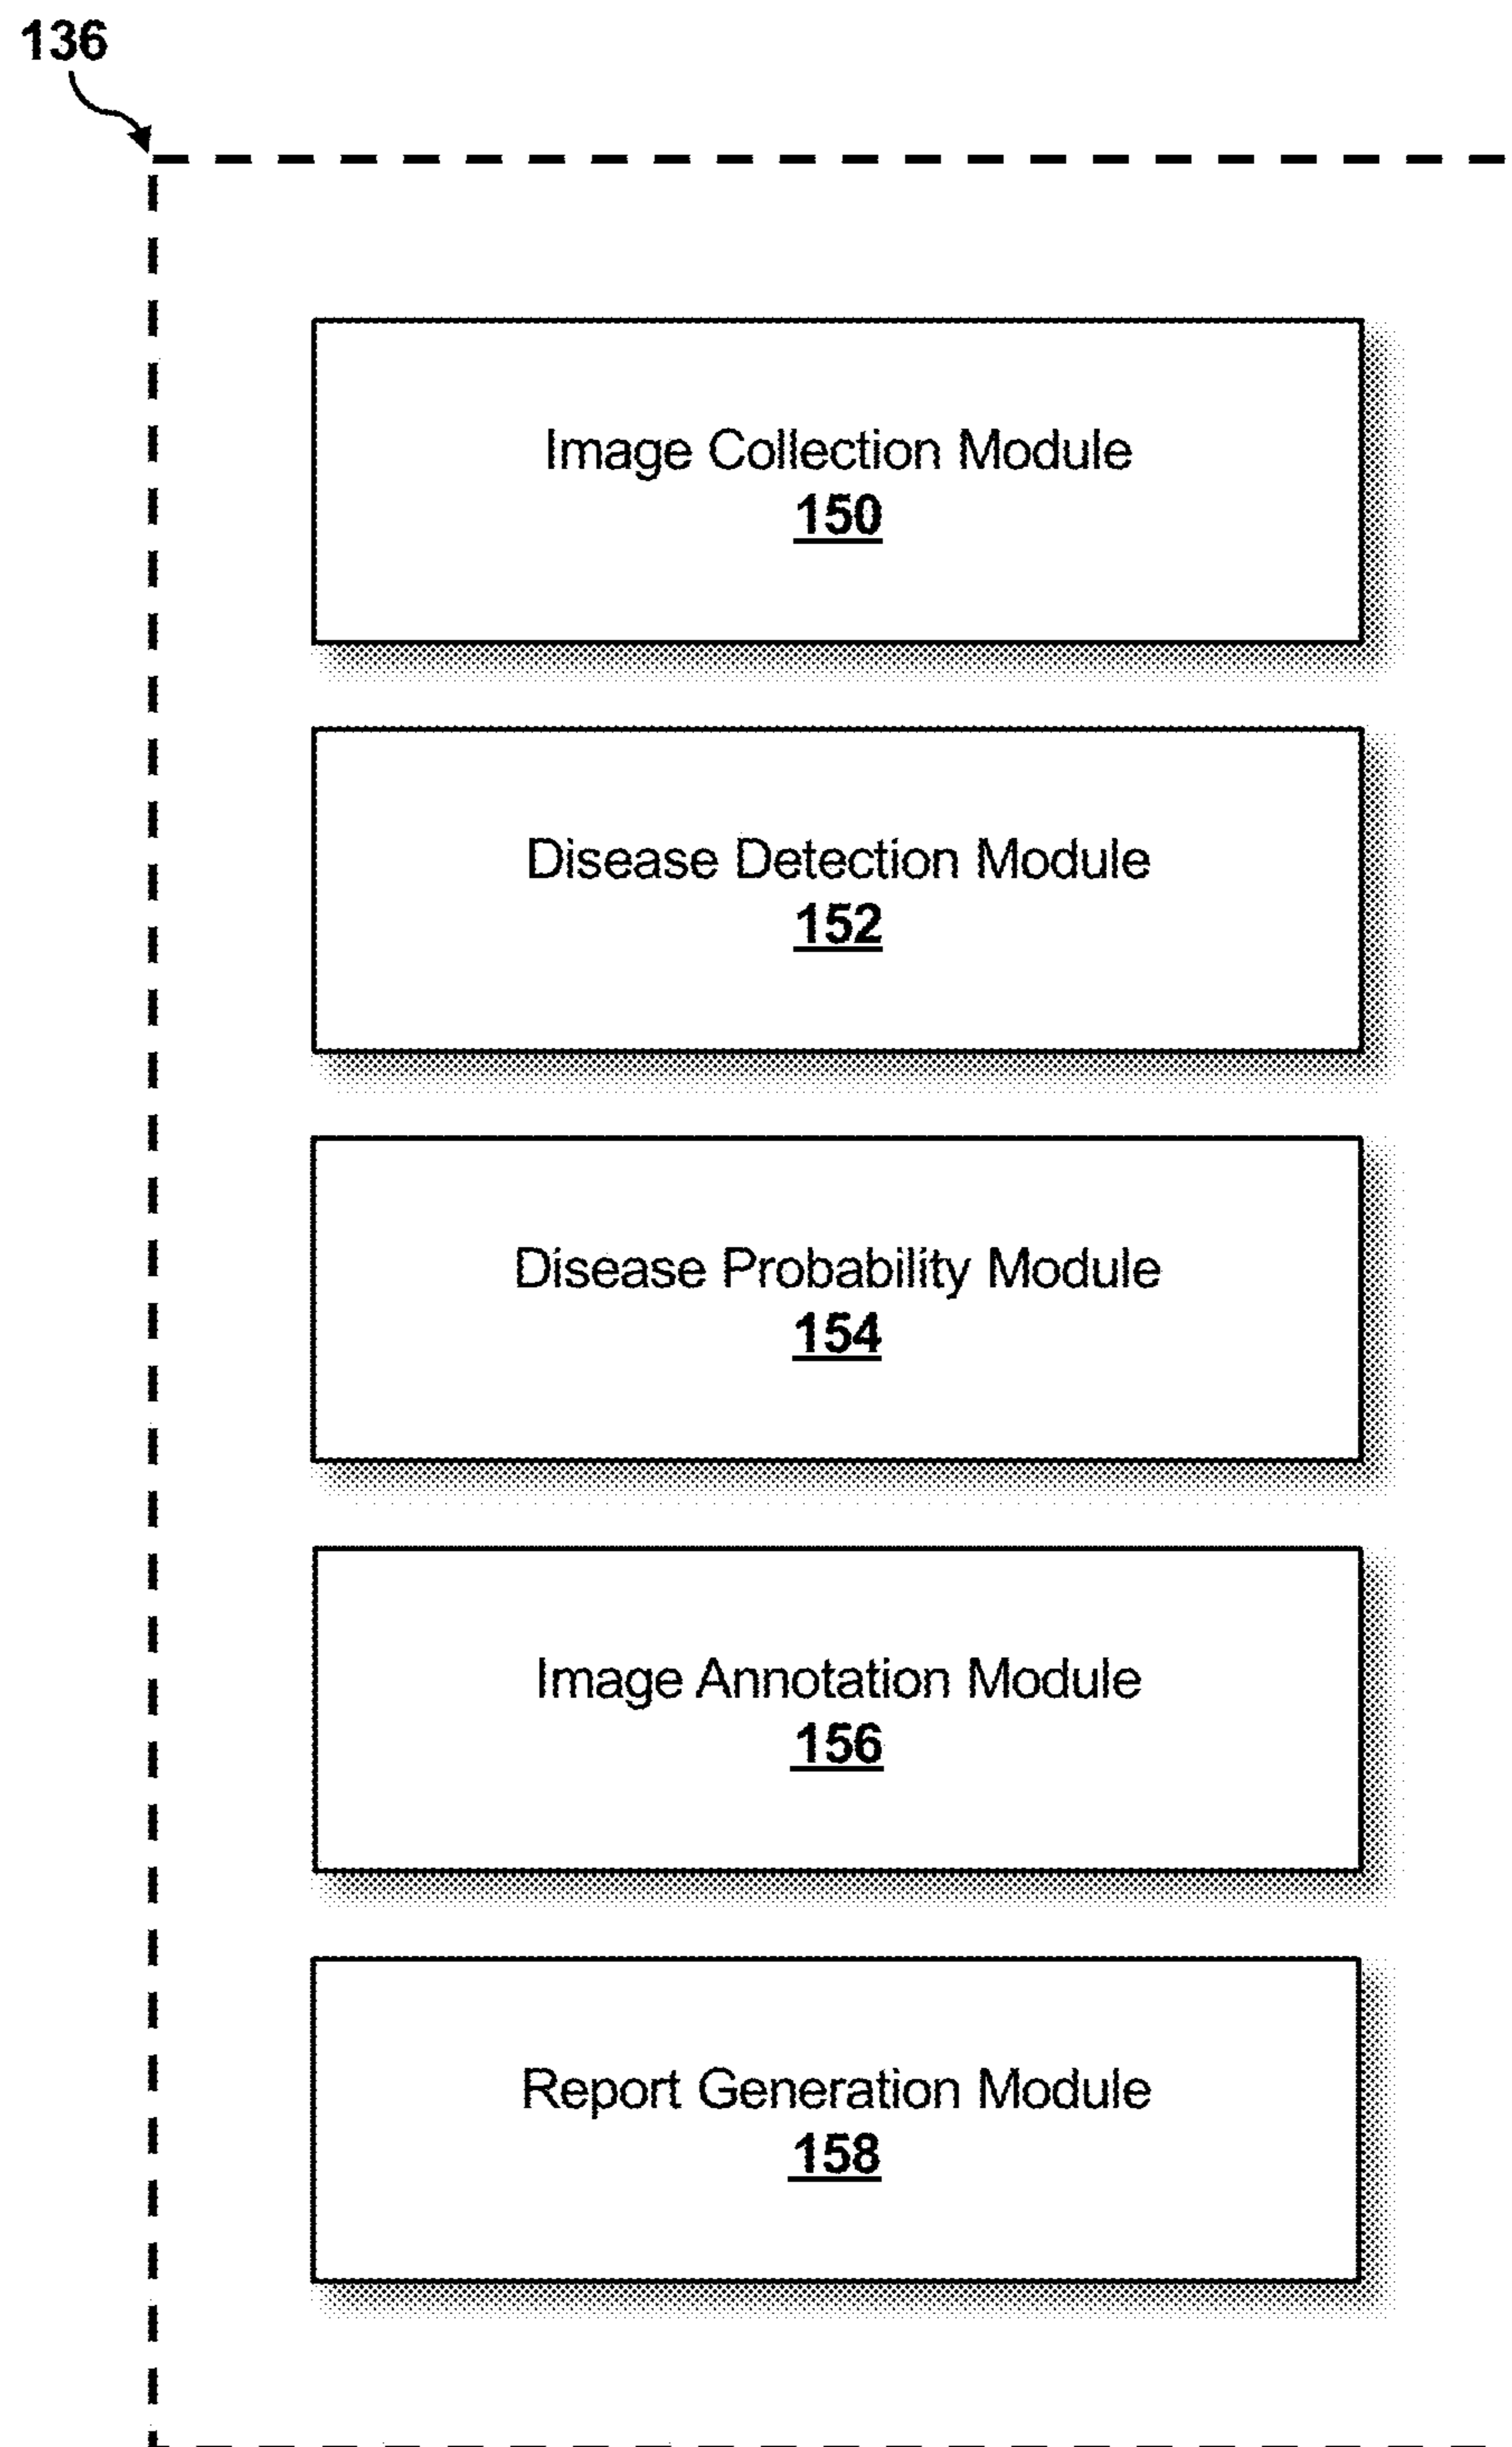 136
Image Collection Module
150
Disease Detection Module
152
Disease Probability Module
154
Image Annotation Module
156
Report Generation Module
158